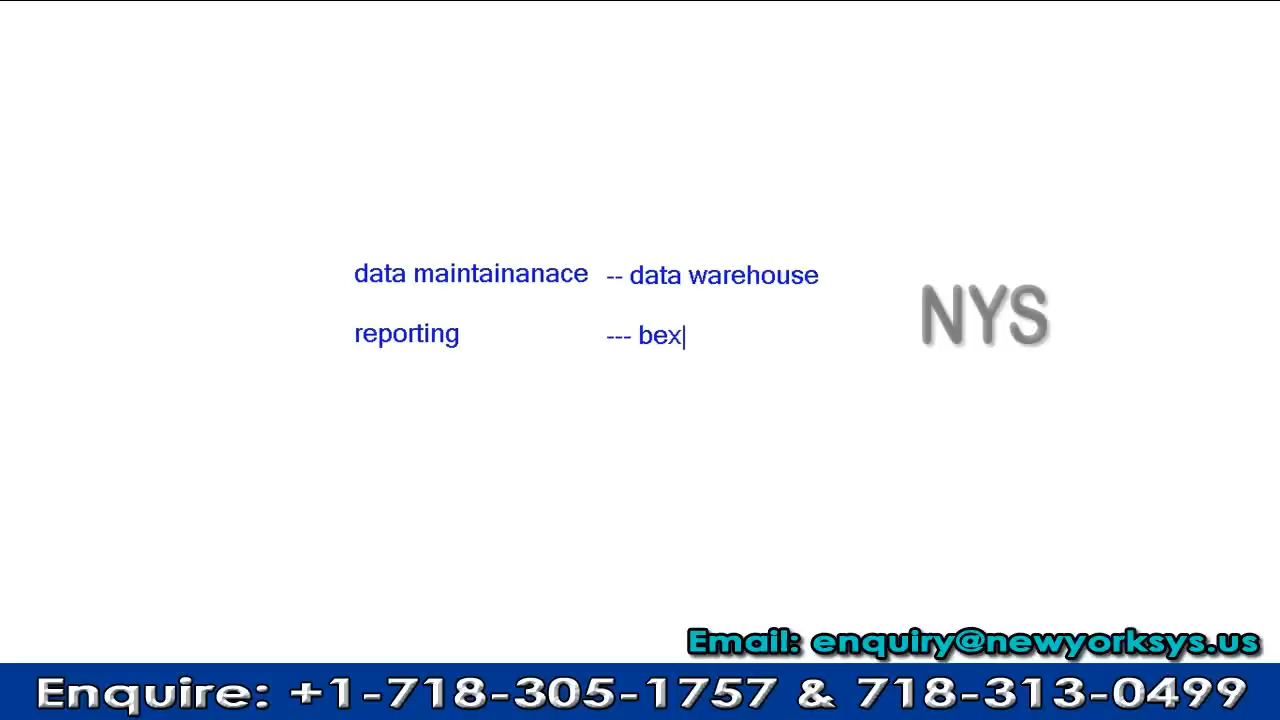 data maintainanace -- data warehouse
NYS
reporting --- bex
Email: enquiry@newyorksys.us
Enquire: +1-718-305-1757 & 718-313-0499